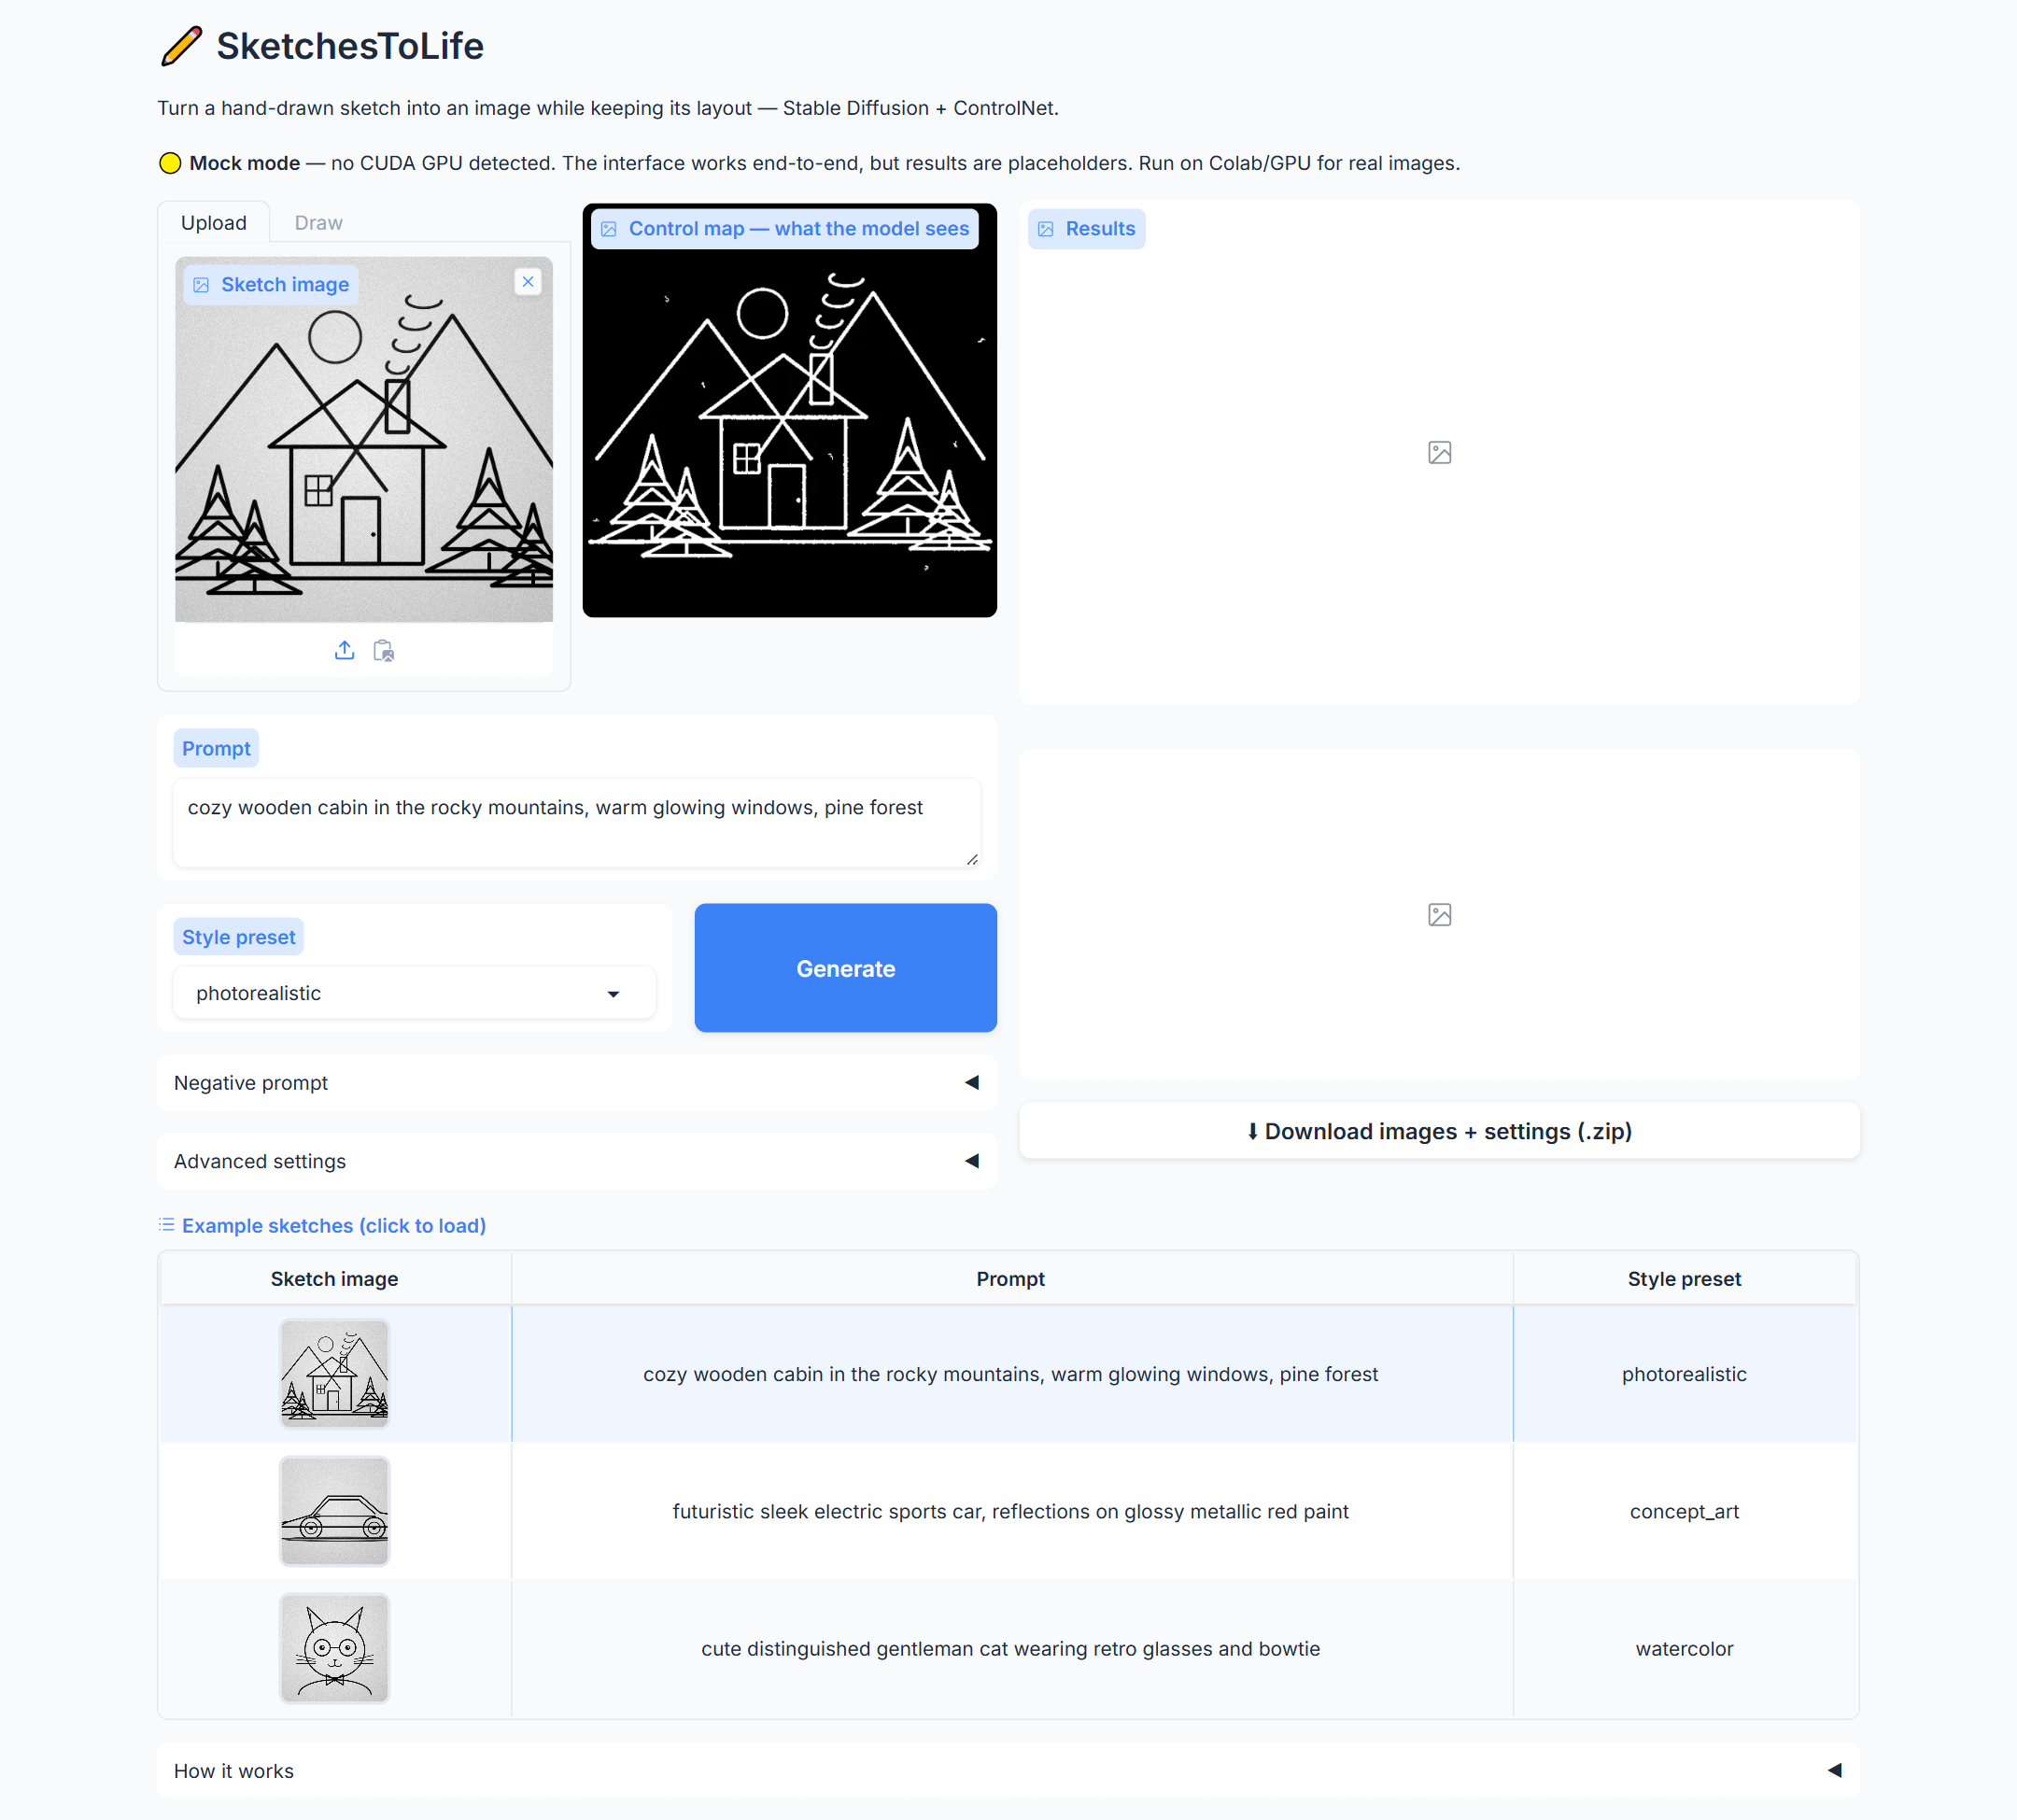 SketchesToLife
Turn a hand-drawn sketch into an image while keeping its layout — Stable Diffusion + ControlNet.
Mock mode — no CUDA GPU detected. The interface works end-to-end, but results are placeholders. Run on Colab/GPU for real images.
Upload
Draw
Sketch image
Control map — what the model sees
Results
Prompt
cozy wooden cabin in the rocky mountains, warm glowing windows, pine forest
Style preset
photorealistic
Generate
Negative prompt
Advanced settings
⬇ Download images + settings (.zip)
Example sketches (click to load)
Sketch image
Prompt
Style preset
cozy wooden cabin in the rocky mountains, warm glowing windows, pine forest
photorealistic
futuristic sleek electric sports car, reflections on glossy metallic red paint
concept_art
cute distinguished gentleman cat wearing retro glasses and bowtie
watercolor
How it works